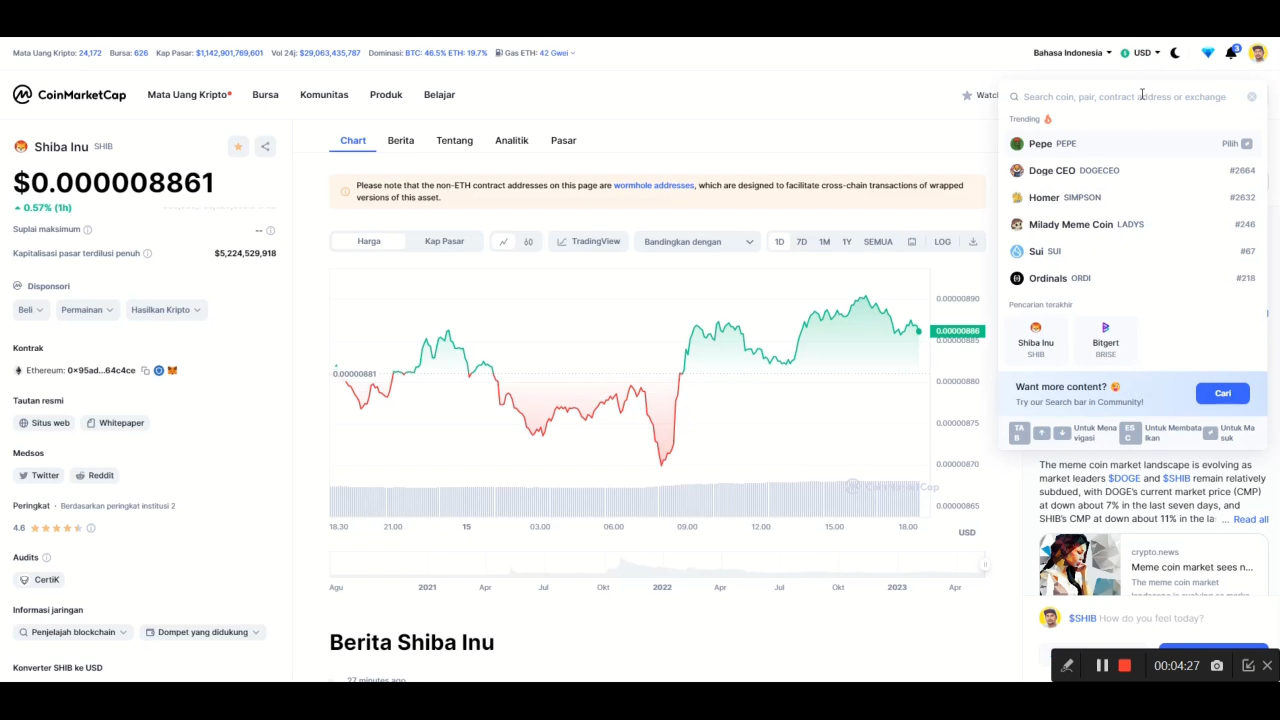 Mata Uang Kripto: 24,172 Bursa: 626 Kap Pasar: $1,142,901,769,601 Vol 24j: $29,063,435,787 Dominasi: BTC: 46.5% ETH: 19.7% Gas ETH: 42 Gwei
Bahasa Indonesia USD 3
CoinMarketCap Mata Uang Kripto Bursa Komunitas Produk Belajar
Search coin, pair, contract address or exchange
Trending
Pepe PEPE Pilih
Doge CEO DOGECEO #2664
Homer SIMPSON #2632
Milady Meme Coin LADYS #246
Sui SUI #67
Ordinals ORDI #218
Pencarian terakhir
Shiba Inu
SHIB
Bitgert
BRISE
Want more content?
Try our Search bar in Community!
Cari
TAB Untuk Menavigasi ESC Untuk Membatalkan Untuk Masuk
Shiba Inu SHIB
$0.000008861
0.57% (1h)
Suplai maksimum --
Kapitalisasi pasar terdilusi penuh $5,224,529,918
Disponsori
Beli Permainan Hasilkan Kripto
Kontrak
Ethereum: 0x95ad...64c4ce
Tautan resmi
Situs web Whitepaper
Medsos
Twitter Reddit
Peringkat · Berdasarkan peringkat institusi 2
4.6
Audits
CertiK
Informasi jaringan
Penjelajah blockchain Dompet yang didukung
Konverter SHIB ke USD
Chart Berita Tentang Analitik Pasar
Please note that the non-ETH contract addresses on this page are wormhole addresses, which are designed to facilitate cross-chain transactions of wrapped
versions of this asset.
Harga Kap Pasar TradingView Bandingkan dengan 1D 7D 1M 1Y SEMUA LOG
0.00000890
0.00000886
0.00000885
0.00000881
0.00000880
0.00000875
0.00000870
0.00000865
CoinMarketCap
18.30 21.00 15 03.00 06.00 09.00 12.00 15.00 18.00
USD
Agu 2021 Apr Jul Okt 2022 Apr Jul Okt 2023 Apr
Berita Shiba Inu
27 minutes ago
The meme coin market landscape is evolving as
market leaders $DOGE and $SHIB remain relatively
subdued, with DOGE's current market price (CMP)
at down about 7% in the last seven days, and
SHIB's CMP at down about 11% in the la ... Read all
crypto.news
Meme coin market sees n...
The meme coin market
$SHIB How do you feel today?
00:04:27